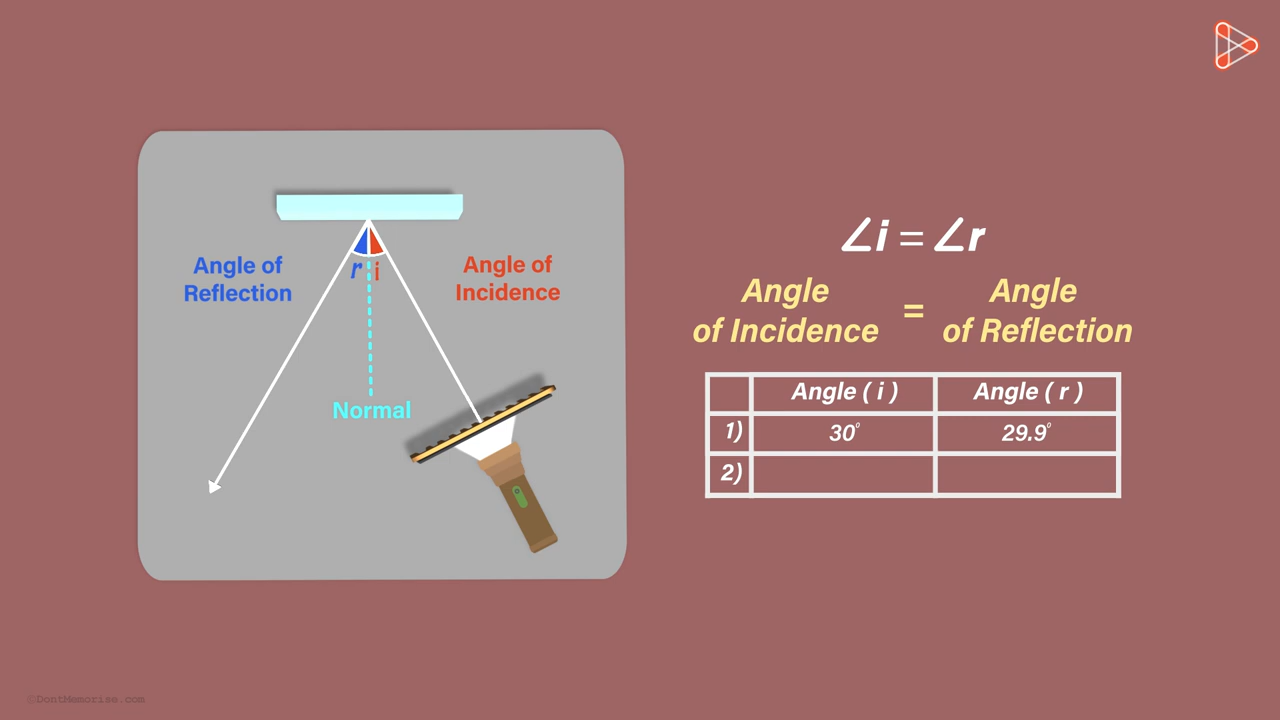 Angle of
Reflection
r i
Angle of
Incidence
Normal
∠i = ∠r
Angle
of Incidence
=
Angle
of Reflection
Angle ( i ) Angle ( r )
1) 30° 29.9°
2)
©DontMemorise.com